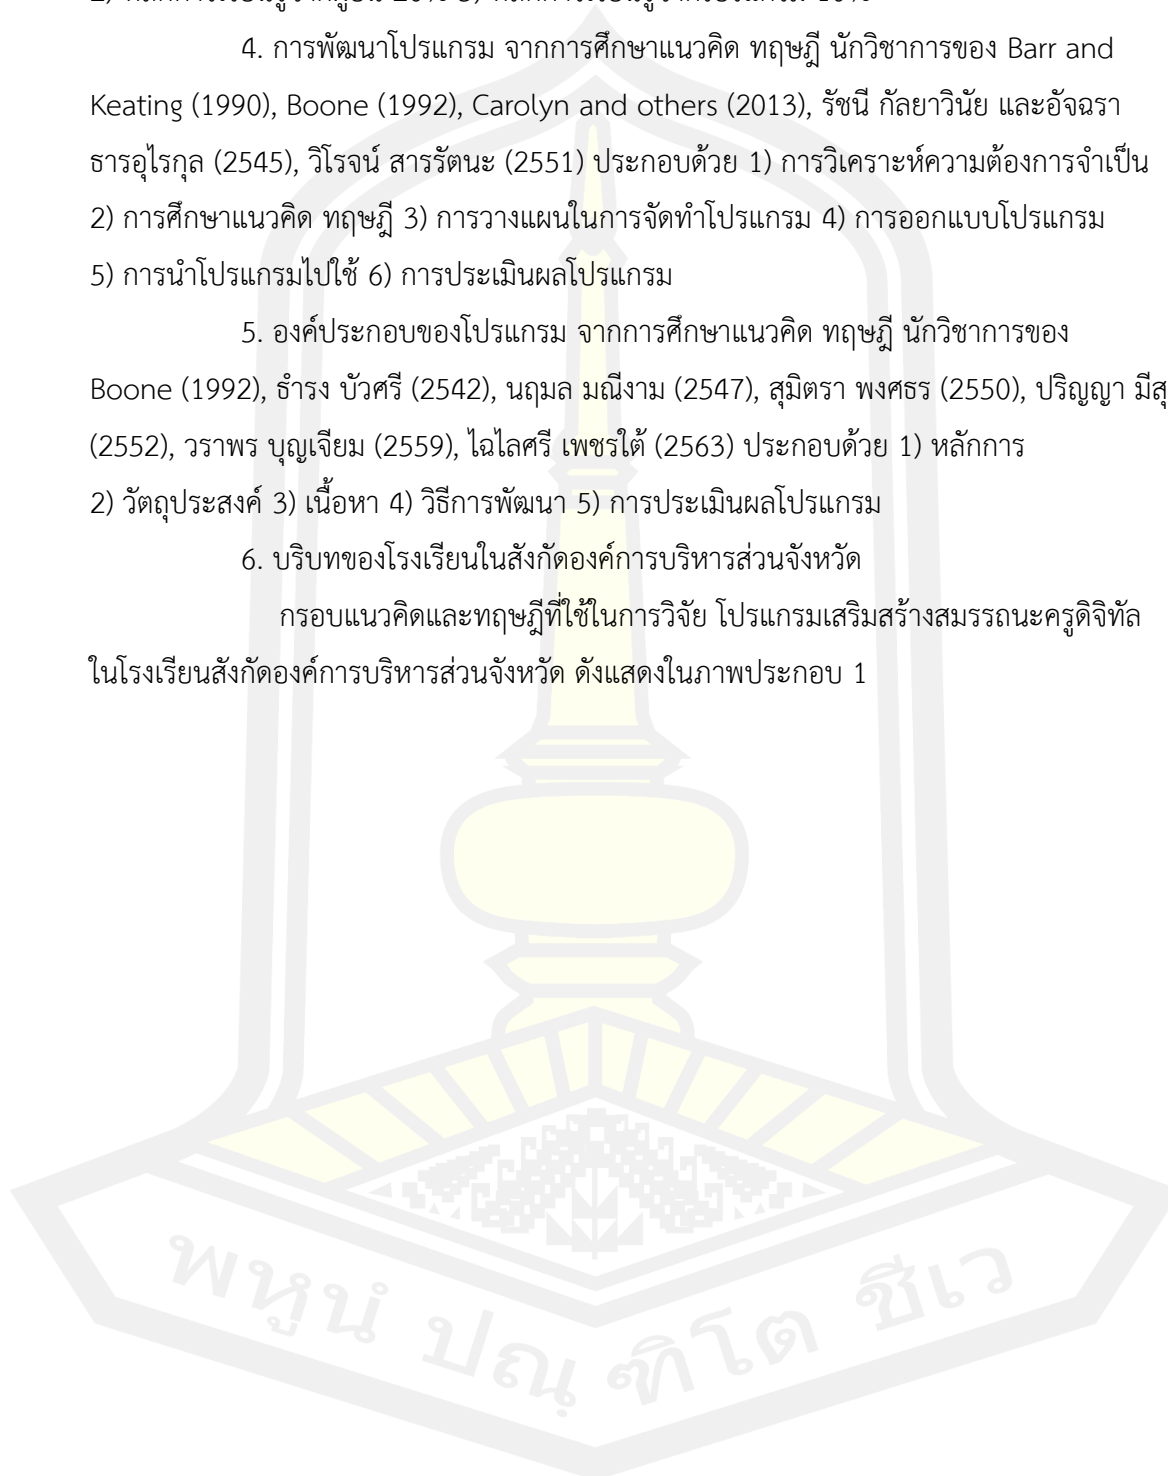 4. การพัฒนาโปรแกรม จากการศึกษาแนวคิด ทฤษฎี นักวิชาการของ Barr and
Keating (1990), Boone (1992), Carolyn and others (2013), รัชนี กัลยาวินัย และอัจฉรา
ธารอุไรกุล (2545), วิโรจน์ สารรัตนะ (2551) ประกอบด้วย 1) การวิเคราะห์ความต้องการจำเป็น
2) การศึกษาแนวคิด ทฤษฎี 3) การวางแผนในการจัดทำโปรแกรม 4) การออกแบบโปรแกรม
5) การนำโปรแกรมไปใช้ 6) การประเมินผลโปรแกรม
5. องค์ประกอบของโปรแกรม จากการศึกษาแนวคิด ทฤษฎี นักวิชาการของ
Boone (1992), ธำรง บัวศรี (2542), นฤมล มณีงาม (2547), สุมิตรา พงศธร (2550), ปริญญา มีสุ
(2552), วราพร บุญเจียม (2559), ไฉไลศรี เพชรใต้ (2563) ประกอบด้วย 1) หลักการ
2) วัตถุประสงค์ 3) เนื้อหา 4) วิธีการพัฒนา 5) การประเมินผลโปรแกรม
6. บริบทของโรงเรียนในสังกัดองค์การบริหารส่วนจังหวัด
กรอบแนวคิดและทฤษฎีที่ใช้ในการวิจัย โปรแกรมเสริมสร้างสมรรถนะครูดิจิทัล
ในโรงเรียนสังกัดองค์การบริหารส่วนจังหวัด ดังแสดงในภาพประกอบ 1
พหูนํ ปณฺฑิโต ชีเว